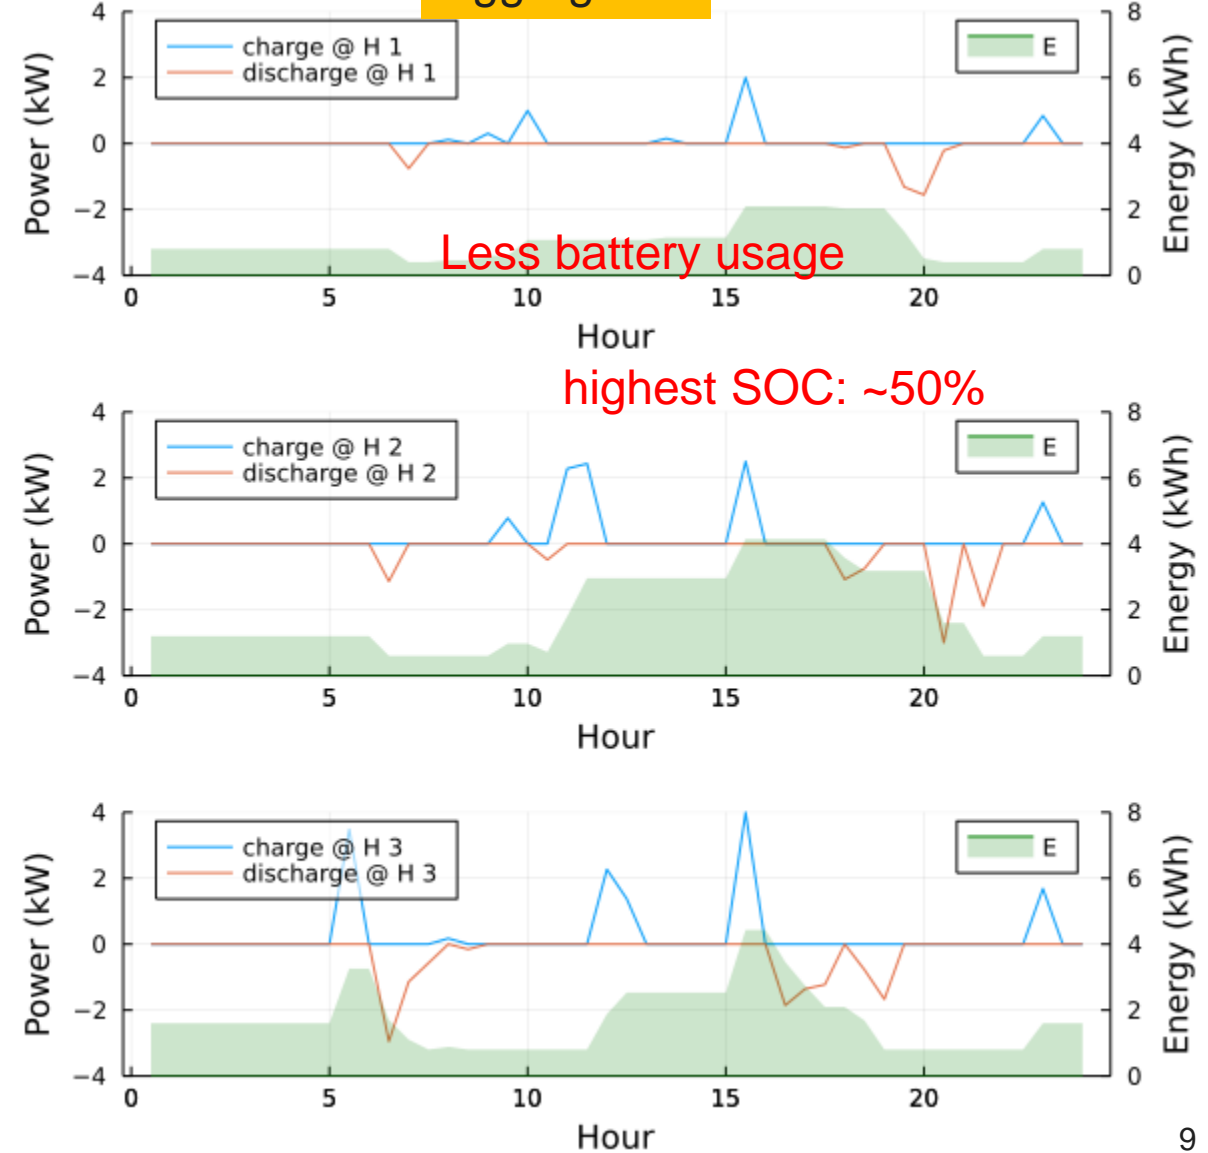 4
2
0
−2
−4
Power (kW)
charge @ H 1
discharge @ H 1
E
8
6
4
2
0
Energy (kWh)
Less battery usage
0 5 10 15 20
Hour
highest SOC: ~50%
4
2
0
−2
−4
Power (kW)
charge @ H 2
discharge @ H 2
E
8
6
4
2
0
Energy (kWh)
0 5 10 15 20
Hour
4
2
0
−2
−4
Power (kW)
charge @ H 3
discharge @ H 3
E
8
6
4
2
0
Energy (kWh)
0 5 10 15 20
Hour
9